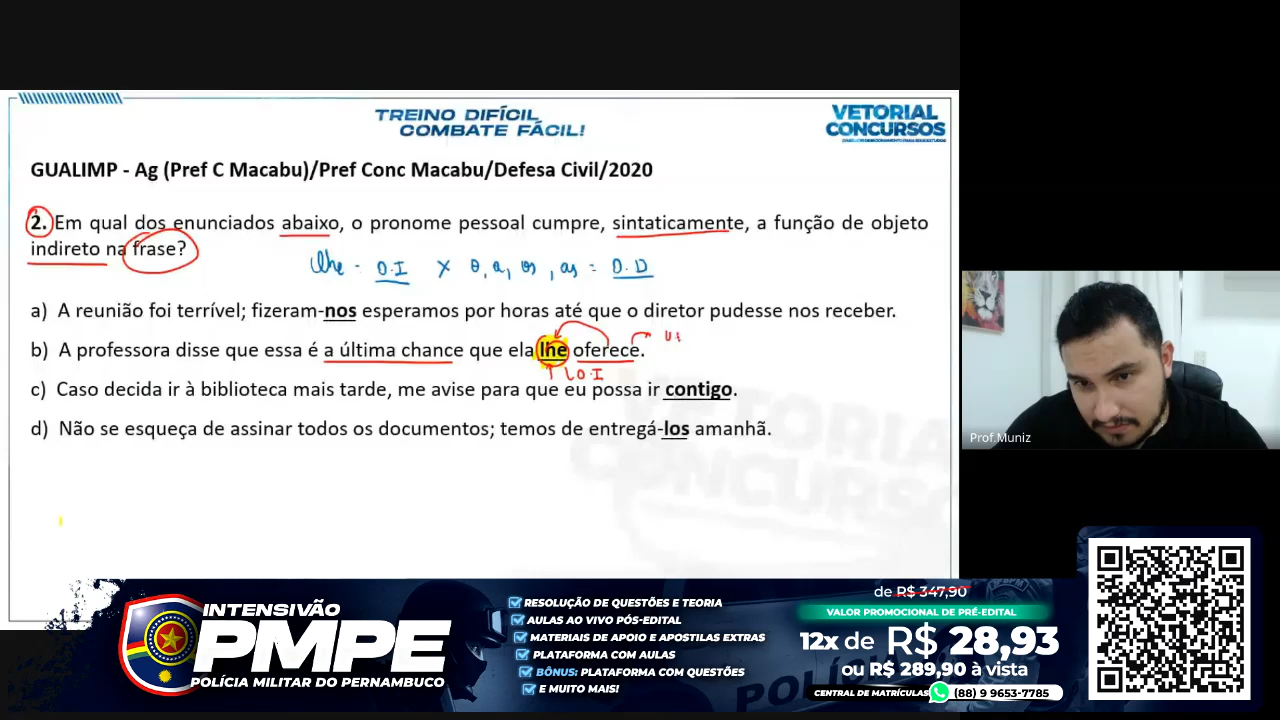 TREINO DIFÍCIL
COMBATE FÁCIL!
VETORIAL
CONCURSOS
GUALIMP - Ag (Pref C Macabu)/Pref Conc Macabu/Defesa Civil/2020
2. Em qual dos enunciados abaixo, o pronome pessoal cumpre, sintaticamente, a função de objeto
indireto na frase?
lhe - O.I x o, a, os, as = O.D
a) A reunião foi terrível; fizeram-nos esperamos por horas até que o diretor pudesse nos receber.
b) A professora disse que essa é a última chance que ela lhe oferece.
O.I
c) Caso decida ir à biblioteca mais tarde, me avise para que eu possa ir contigo.
d) Não se esqueça de assinar todos os documentos; temos de entregá-los amanhã.
VETORIAL
CONCURSOS
Prof.Muniz
INTENSIVÃO
PMPE
POLÍCIA MILITAR DO PERNAMBUCO
RESOLUÇÃO DE QUESTÕES E TEORIA
AULAS AO VIVO PÓS-EDITAL
MATERIAIS DE APOIO E APOSTILAS EXTRAS
PLATAFORMA COM AULAS
BÔNUS: PLATAFORMA COM QUESTÕES
E MUITO MAIS!
de R$ 347,90
VALOR PROMOCIONAL DE PRÉ-EDITAL
12x de R$ 28,93
ou R$ 289,90 à vista
CENTRAL DE MATRÍCULAS (88) 9 9653-7785